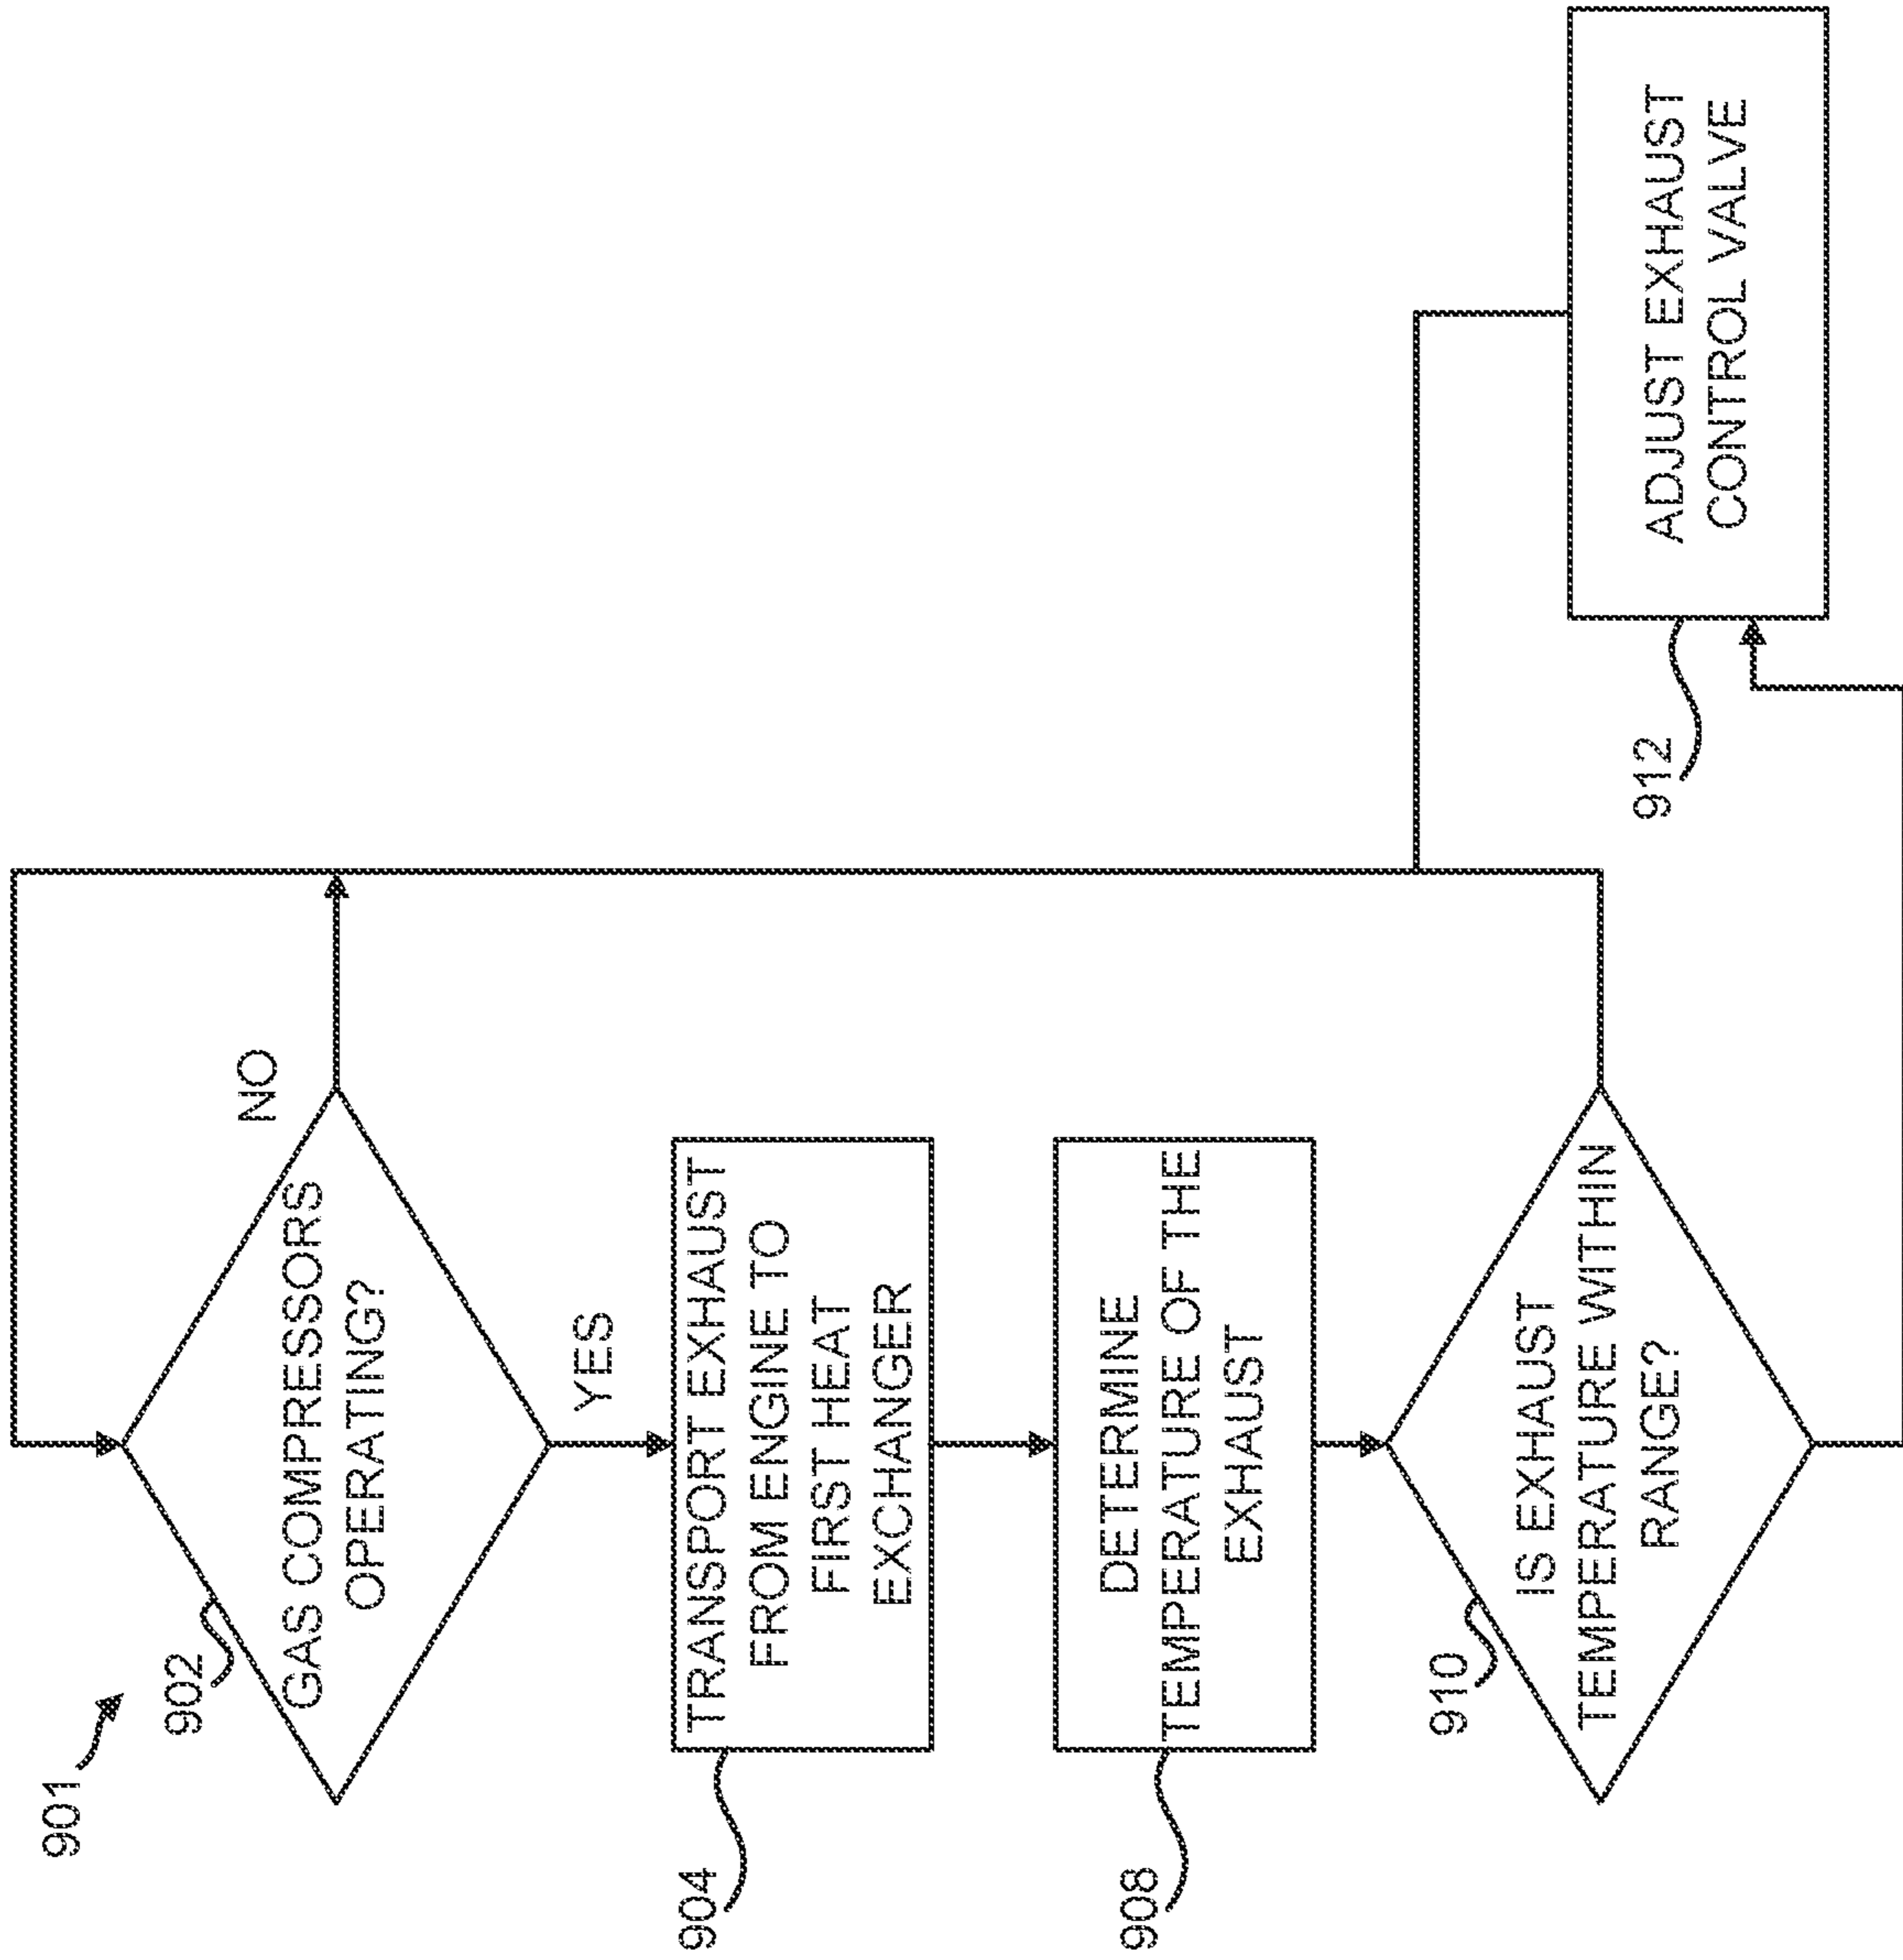 901
902
GAS COMPRESSORS
OPERATING?
NO
YES
904
TRANSPORT EXHAUST
FROM ENGINE TO
FIRST HEAT
EXCHANGER
908
DETERMINE
TEMPERATURE OF THE
EXHAUST
910
IS EXHAUST
TEMPERATURE WITHIN
RANGE?
912
ADJUST EXHAUST
CONTROL VALVE